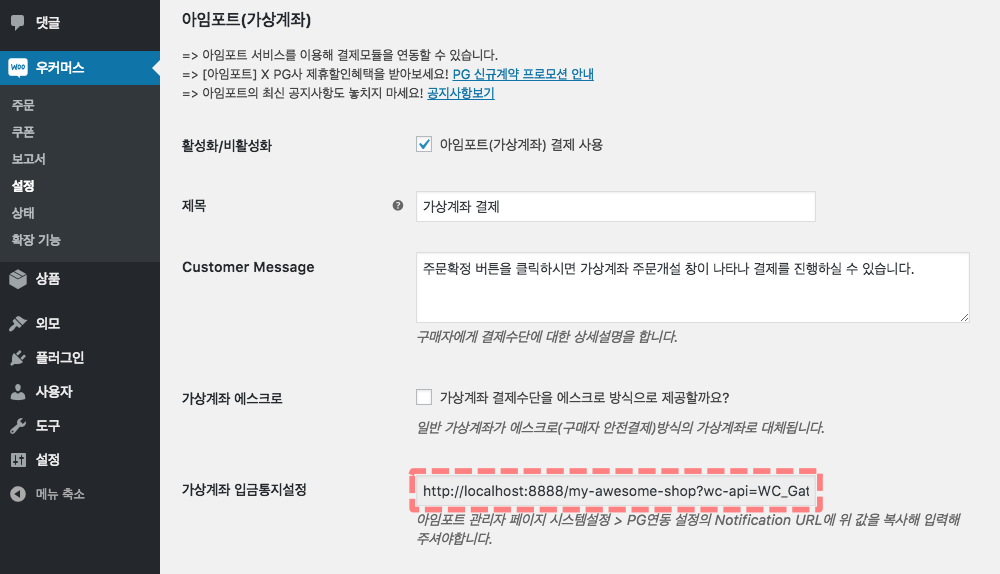 댓글
우커머스
주문
쿠폰
보고서
설정
상태
확장 기능
상품
외모
플러그인
사용자
도구
설정
메뉴 축소
아임포트(가상계좌)
=> 아임포트 서비스를 이용해 결제모듈을 연동할 수 있습니다.
=> [아임포트] X PG사 제휴할인혜택을 받아보세요! PG 신규계약 프로모션 안내
=> 아임포트의 최신 공지사항도 놓치지 마세요! 공지사항보기
활성화/비활성화
아임포트(가상계좌) 결제 사용
제목
가상계좌 결제
Customer Message
주문확정 버튼을 클릭하시면 가상계좌 주문개설 창이 나타나 결제를 진행하실 수 있습니다.
구매자에게 결제수단에 대한 상세설명을 합니다.
가상계좌 에스크로
가상계좌 결제수단을 에스크로 방식으로 제공할까요?
일반 가상계좌가 에스크로(구매자 안전결제)방식의 가상계좌로 대체됩니다.
가상계좌 입금통지설정
http://localhost:8888/my-awesome-shop?wc-api=WC_Gat
아임포트 관리자 페이지 시스템설정 > PG연동 설정의 Notification URL에 위 값을 복사해 입력해
주셔야합니다.